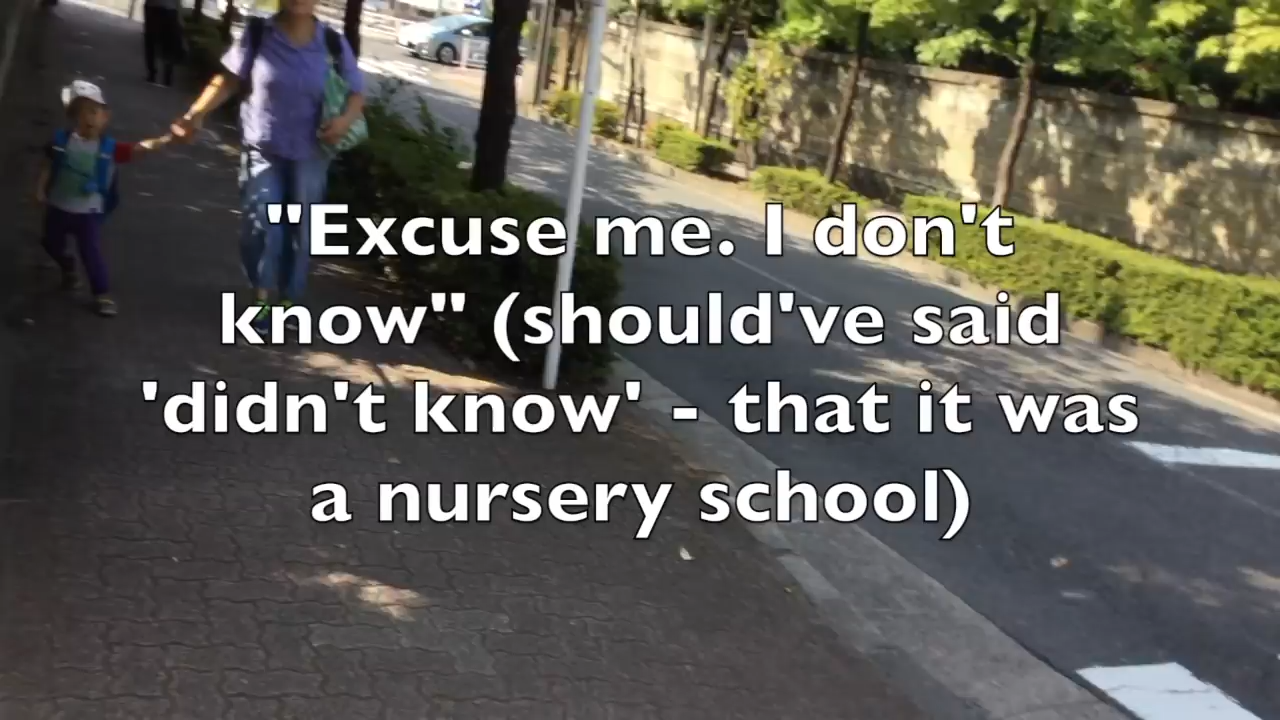 "Excuse me. I don't
know" (should've said
'didn't know' - that it was
a nursery school)